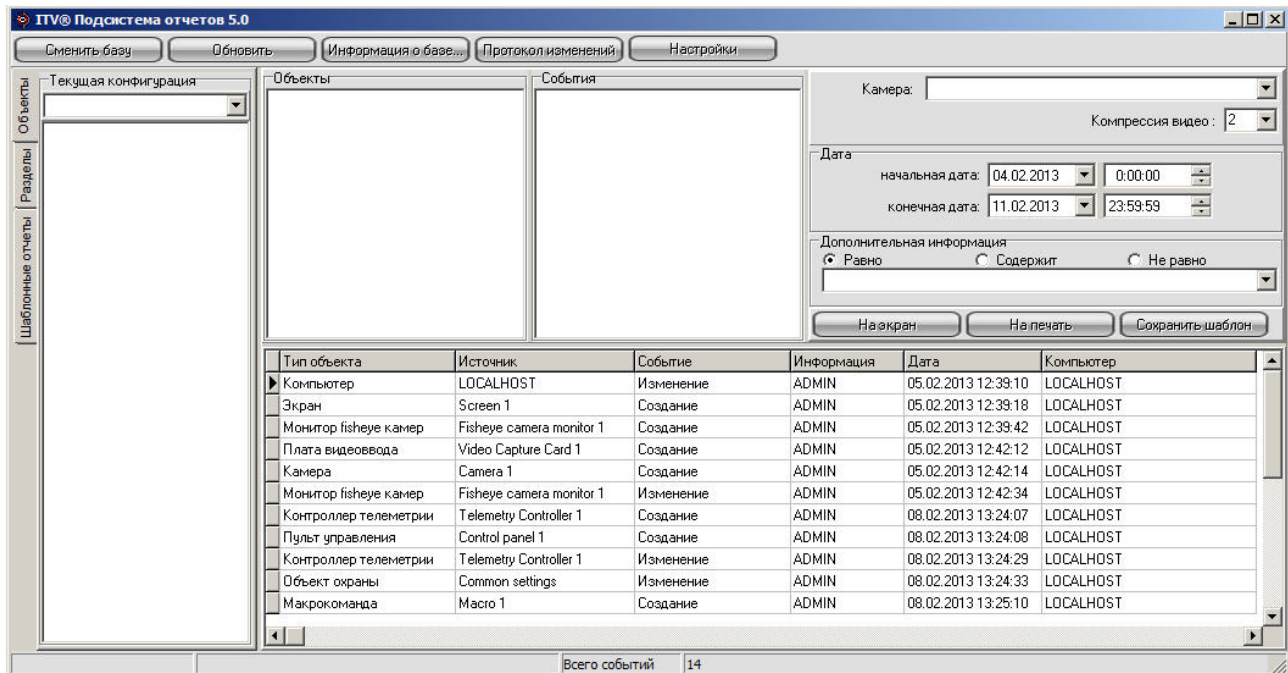 ITV® Подсистема отчетов 5.0
Сменить базу Обновить Информация о базе... Протокол изменений Настройки
Объекты
Разделы
Шаблонные отчеты
Текущая конфигурация
Объекты
События
Камера:
Компрессия видео : 2
Дата
начальная дата: 04.02.2013 0:00:00
конечная дата: 11.02.2013 23:59:59
Дополнительная информация
Равно Содержит Не равно
На экран На печать Сохранить шаблон
Тип объекта Источник Событие Информация Дата Компьютер
Компьютер LOCALHOST Изменение ADMIN 05.02.2013 12:39:10 LOCALHOST
Экран Screen 1 Создание ADMIN 05.02.2013 12:39:18 LOCALHOST
Монитор fisheye камер Fisheye camera monitor 1 Создание ADMIN 05.02.2013 12:39:42 LOCALHOST
Плата видеоввода Video Capture Card 1 Создание ADMIN 05.02.2013 12:42:12 LOCALHOST
Камера Camera 1 Создание ADMIN 05.02.2013 12:42:14 LOCALHOST
Монитор fisheye камер Fisheye camera monitor 1 Изменение ADMIN 05.02.2013 12:42:34 LOCALHOST
Контроллер телеметрии Telemetry Controller 1 Создание ADMIN 08.02.2013 13:24:07 LOCALHOST
Пульт управления Control panel 1 Создание ADMIN 08.02.2013 13:24:08 LOCALHOST
Контроллер телеметрии Telemetry Controller 1 Изменение ADMIN 08.02.2013 13:24:29 LOCALHOST
Объект охраны Common settings Изменение ADMIN 08.02.2013 13:24:33 LOCALHOST
Макрокоманда Macro 1 Создание ADMIN 08.02.2013 13:25:10 LOCALHOST
Всего событий 14